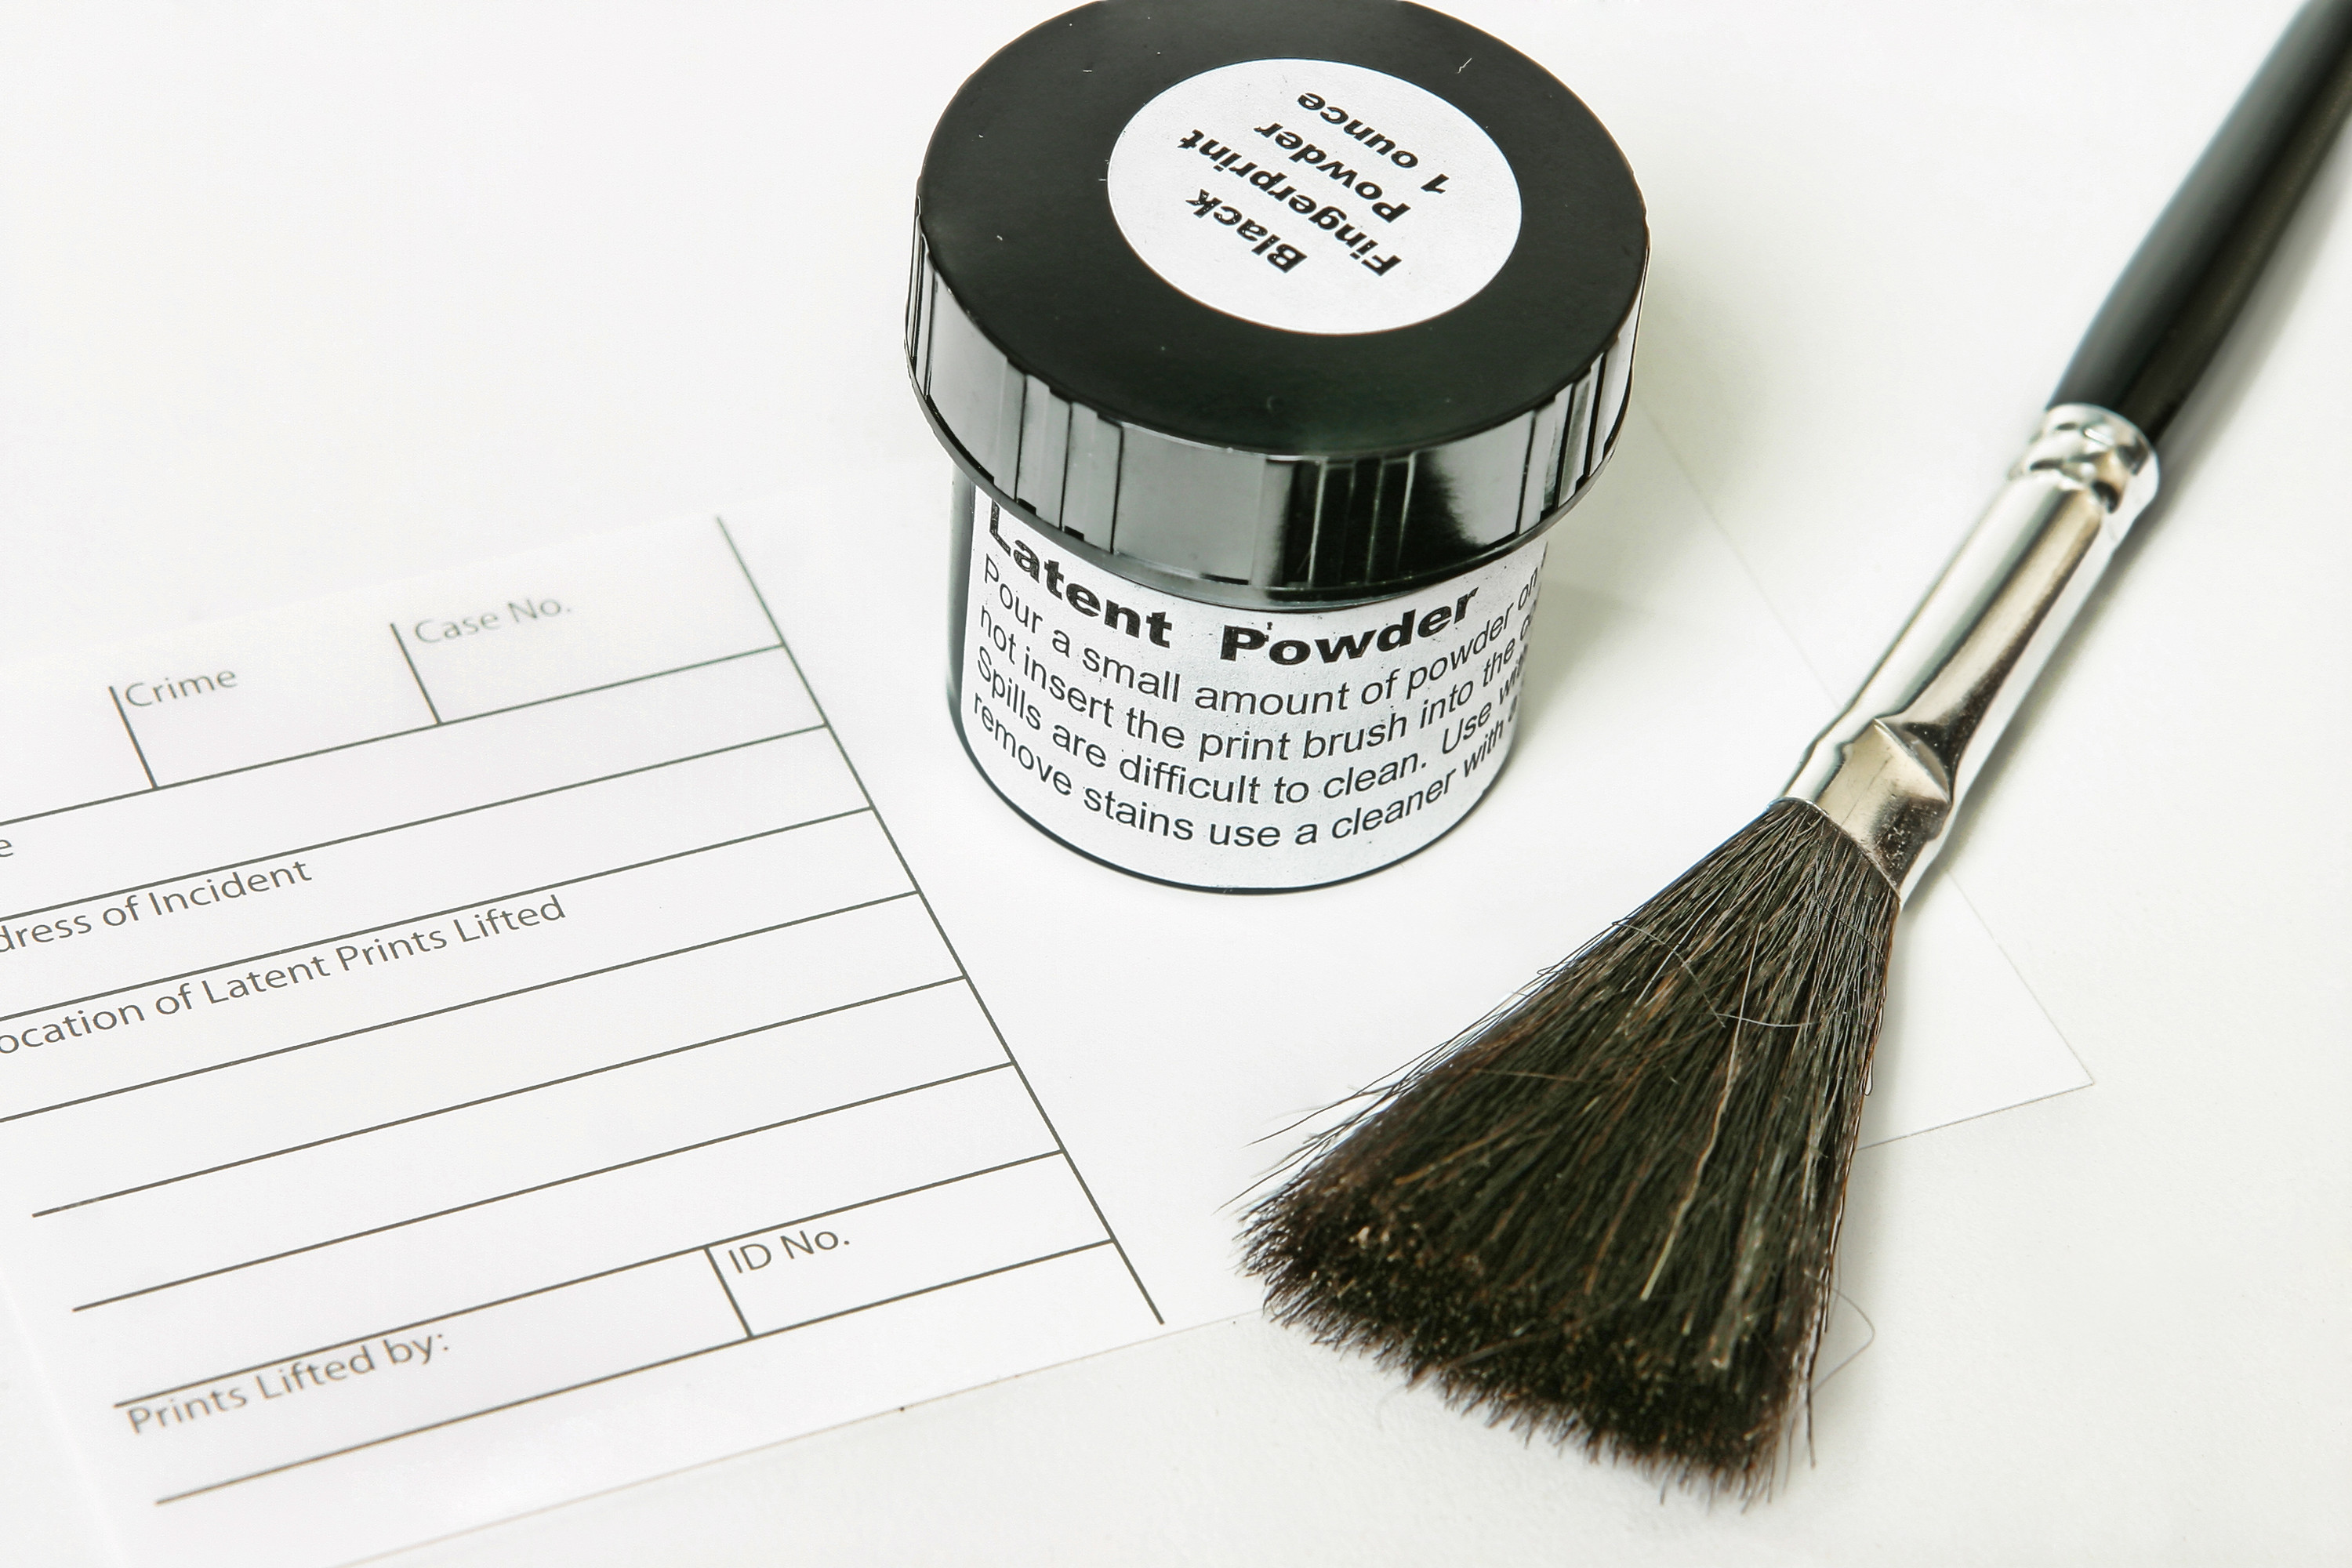 Black
Fingerprint
Powder
1 ounce
Latent Powder
Pour a small amount of powder on
not insert the print brush into the
Spills are difficult to clean. Use
remove stains use a cleaner with
Crime
Case No.
dress of Incident
ocation of Latent Prints Lifted
ID No.
Prints Lifted by: